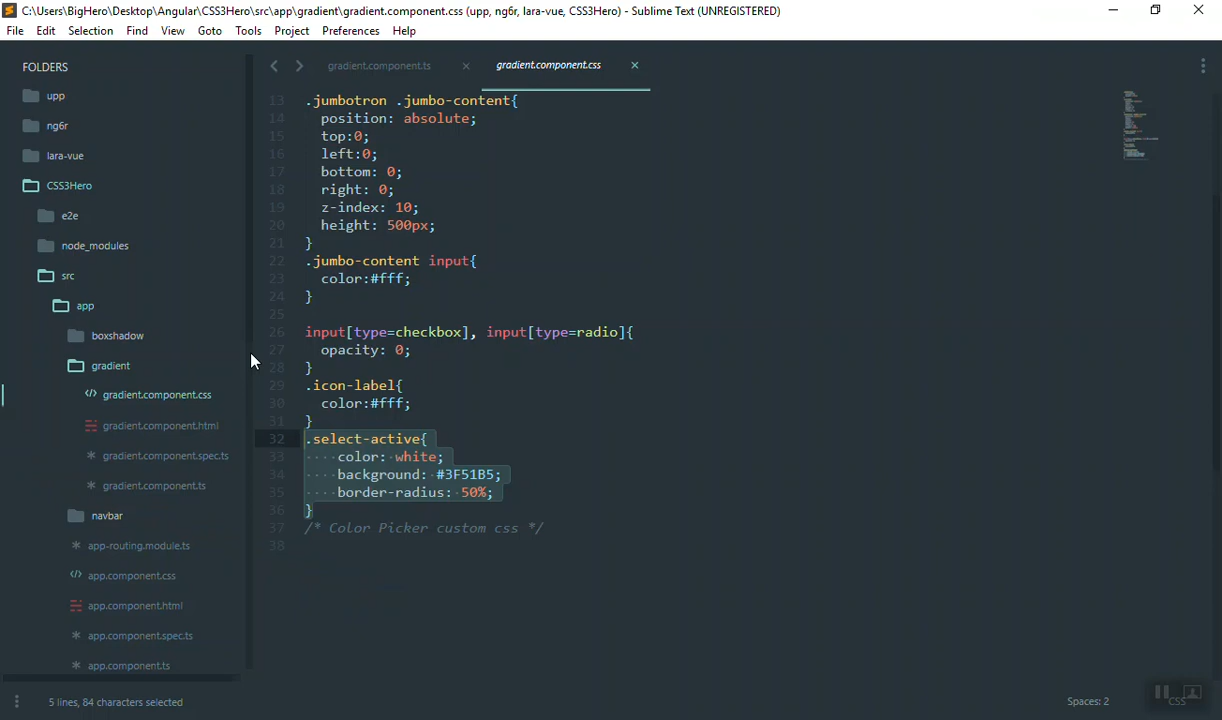 C:\Users\BigHero\Desktop\Angular\CSS3Hero\src\app\gradient\gradient.component.css (upp, ng6r, lara-vue, CSS3Hero) - Sublime Text (UNREGISTERED)
File Edit Selection Find View Goto Tools Project Preferences Help
FOLDERS
upp
ng6r
lara-vue
CSS3Hero
e2e
node_modules
src
app
boxshadow
gradient
gradient.component.css
gradient.component.html
gradient.component.spec.ts
gradient.component.ts
navbar
app-routing.module.ts
app.component.css
app.component.html
app.component.spec.ts
app.component.ts
gradient.component.ts × gradient.component.css ×
13 .jumbotron .jumbo-content{
14 position: absolute;
15 top:0;
16 left:0;
17 bottom: 0;
18 right: 0;
19 z-index: 10;
20 height: 500px;
21 }
22 .jumbo-content input{
23 color:#fff;
24 }
25
26 input[type=checkbox], input[type=radio]{
27 opacity: 0;
28 }
29 .icon-label{
30 color:#fff;
31 }
32 .select-active{
33 ····color:·white;
34 ····background:·#3F51B5;
35 ····border-radius:·50%;
36 }
37 /* Color Picker custom css */
38
5 lines, 84 characters selected
Spaces: 2
CSS